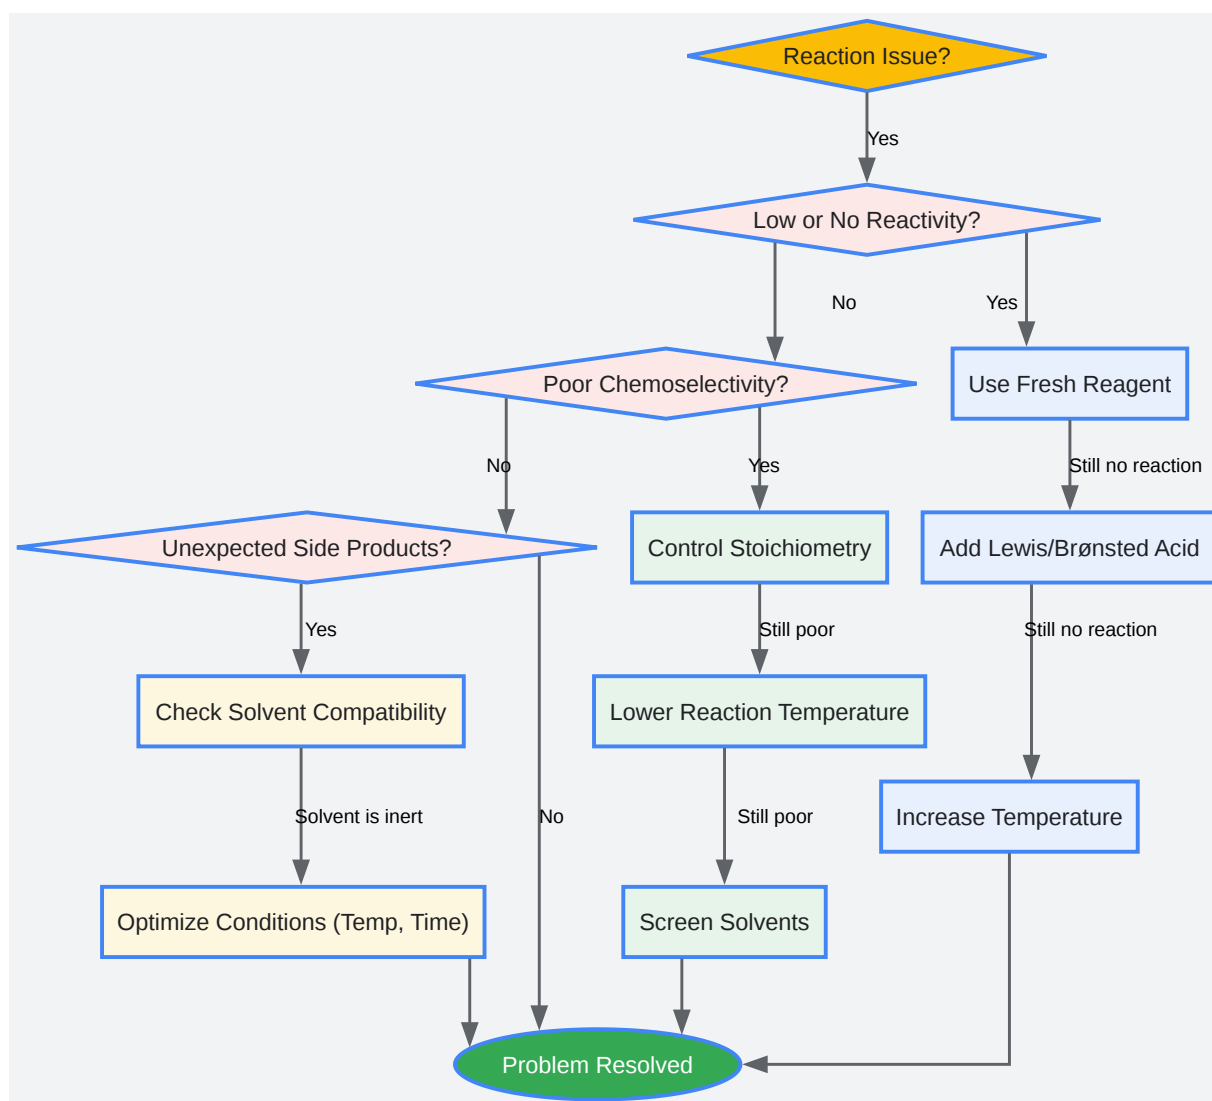 Reaction Issue?
Yes
Low or No Reactivity?
No
Yes
Poor Chemoselectivity?
Use Fresh Reagent
No
Yes
Still no reaction
Unexpected Side Products?
Control Stoichiometry
Add Lewis/Brønsted Acid
Yes
Still poor
Still no reaction
Check Solvent Compatibility
Lower Reaction Temperature
Solvent is inert
No
Still poor
Increase Temperature
Optimize Conditions (Temp, Time)
Screen Solvents
Problem Resolved